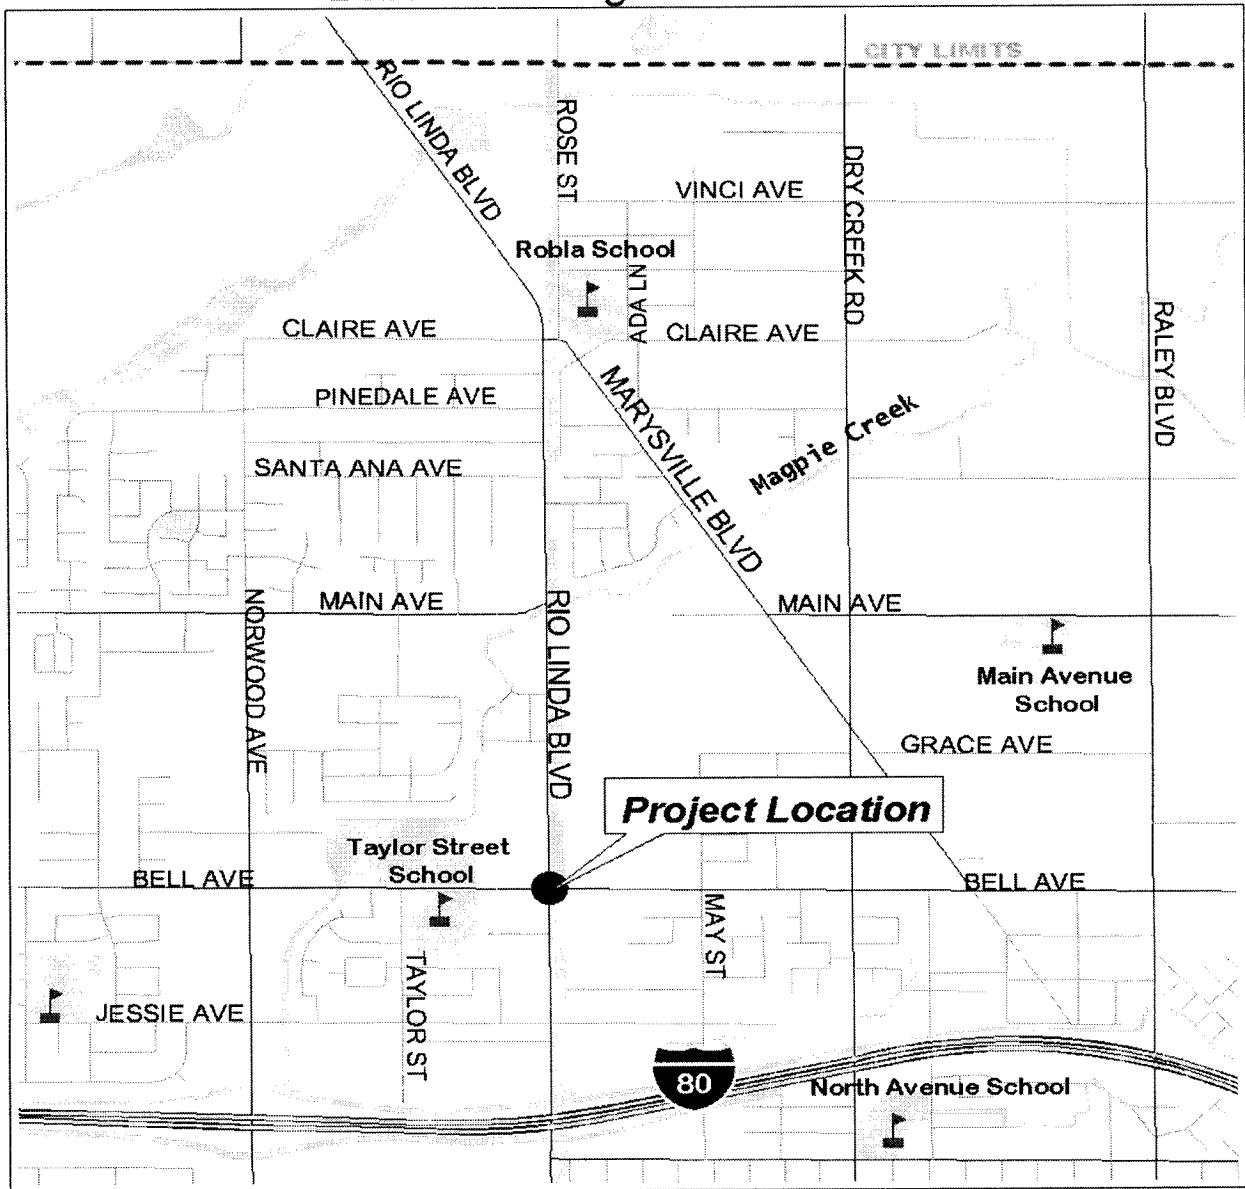 CITY LIMITS
RIO LINDA BLVD
ROSE ST
DRY CREEK RD
VINCI AVE
Robla School
ADA LN
CLAIRE AVE
CLAIRE AVE
RALEY BLVD
PINEDALE AVE
MARYSVILLE BLVD
Magpie Creek
SANTA ANA AVE
MAIN AVE
MAIN AVE
NORWOOD AVE
RIO LINDA BLVD
Main Avenue
School
GRACE AVE
Project Location
Taylor Street
School
BELL AVE
BELL AVE
MAY ST
TAYLOR ST
JESSIE AVE
80
North Avenue School